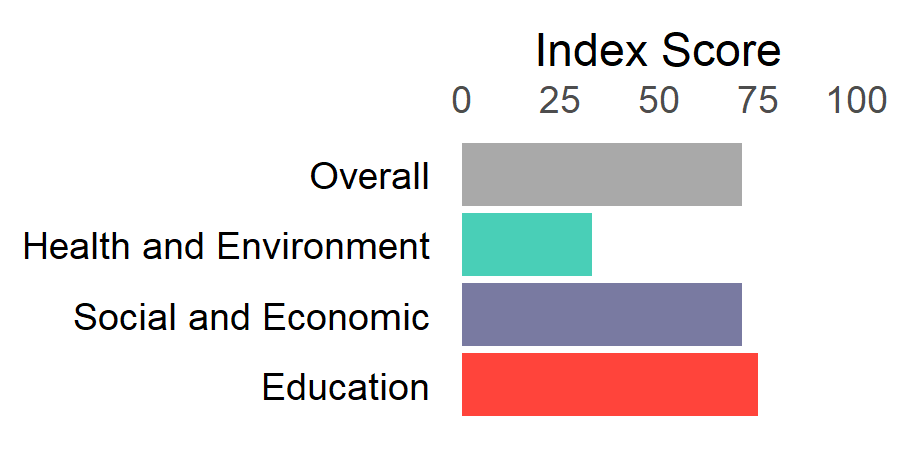 Index Score
0 25 50 75 100
Overall
Health and Environment
Social and Economic
Education